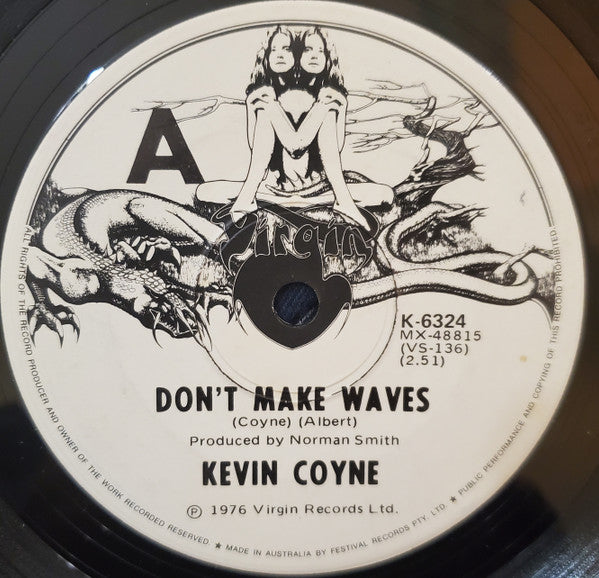 A
Virgin
K-6324
MX-48815
(VS-136)
(2.51)
DON'T MAKE WAVES
(Coyne) (Albert)
Produced by Norman Smith
KEVIN COYNE
Ⓟ 1976 Virgin Records Ltd.
ALL RIGHTS OF THE RECORD PRODUCER AND OWNER OF THE WORK RECORDED RESERVED. ★ MADE IN AUSTRALIA BY FESTIVAL RECORDS PTY. LTD. ★ PUBLIC PERFORMANCE AND COPYING OF THIS RECORD PROHIBITED.